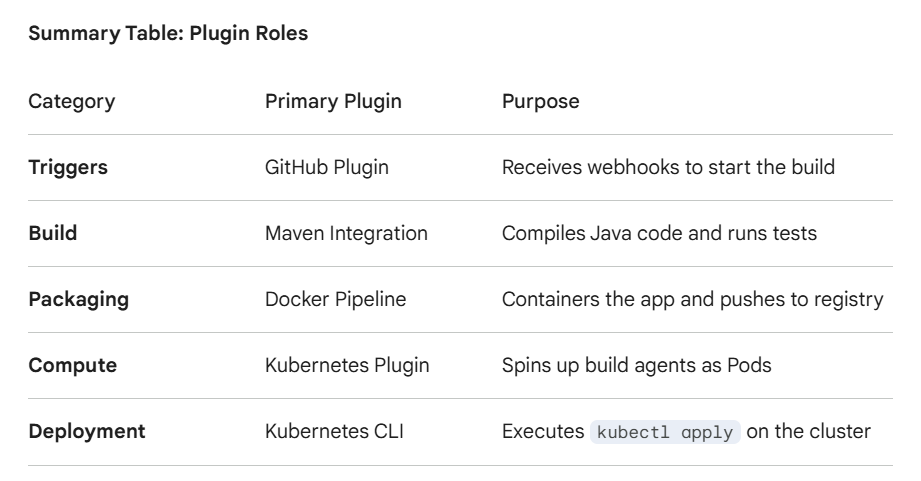 Summary Table: Plugin Roles
Category Primary Plugin Purpose
Triggers GitHub Plugin Receives webhooks to start the build
Build Maven Integration Compiles Java code and runs tests
Packaging Docker Pipeline Containers the app and pushes to registry
Compute Kubernetes Plugin Spins up build agents as Pods
Deployment Kubernetes CLI Executes kubectl apply on the cluster